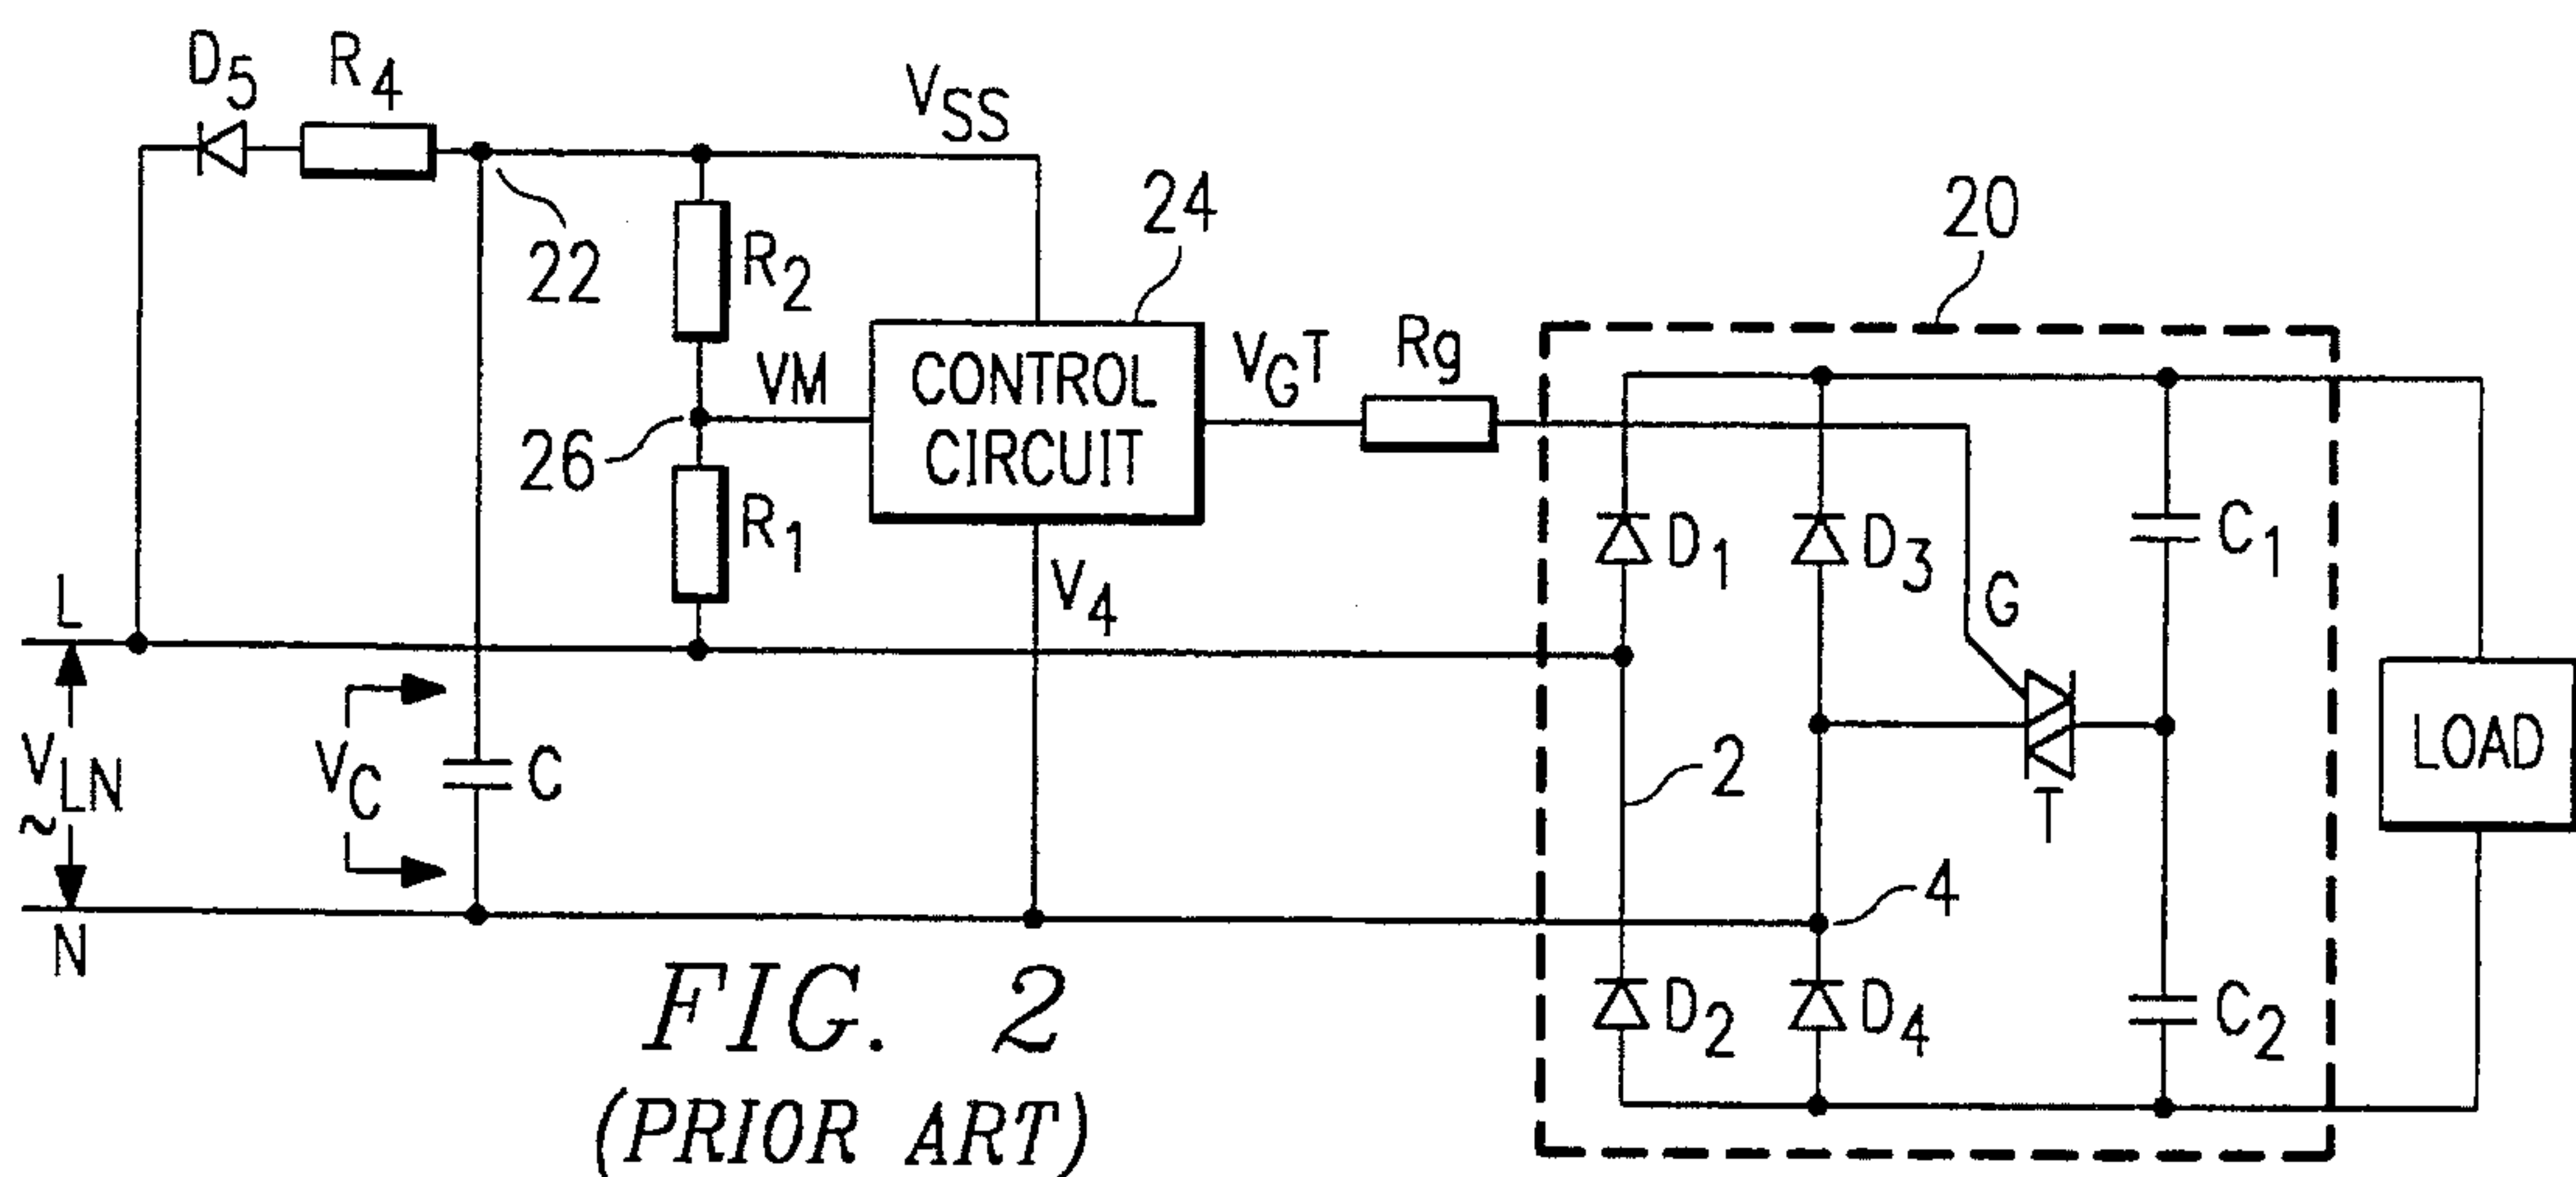 D5 R4 VSS
24
20
22
R2
VM
CONTROL
CIRCUIT
VGT Rg
26
R1
V4
D1 D3 C1
G
L
VLN
~
VC
C
2
T
LOAD
4
N
D2 D4 C2
FIG. 2
(PRIOR ART)